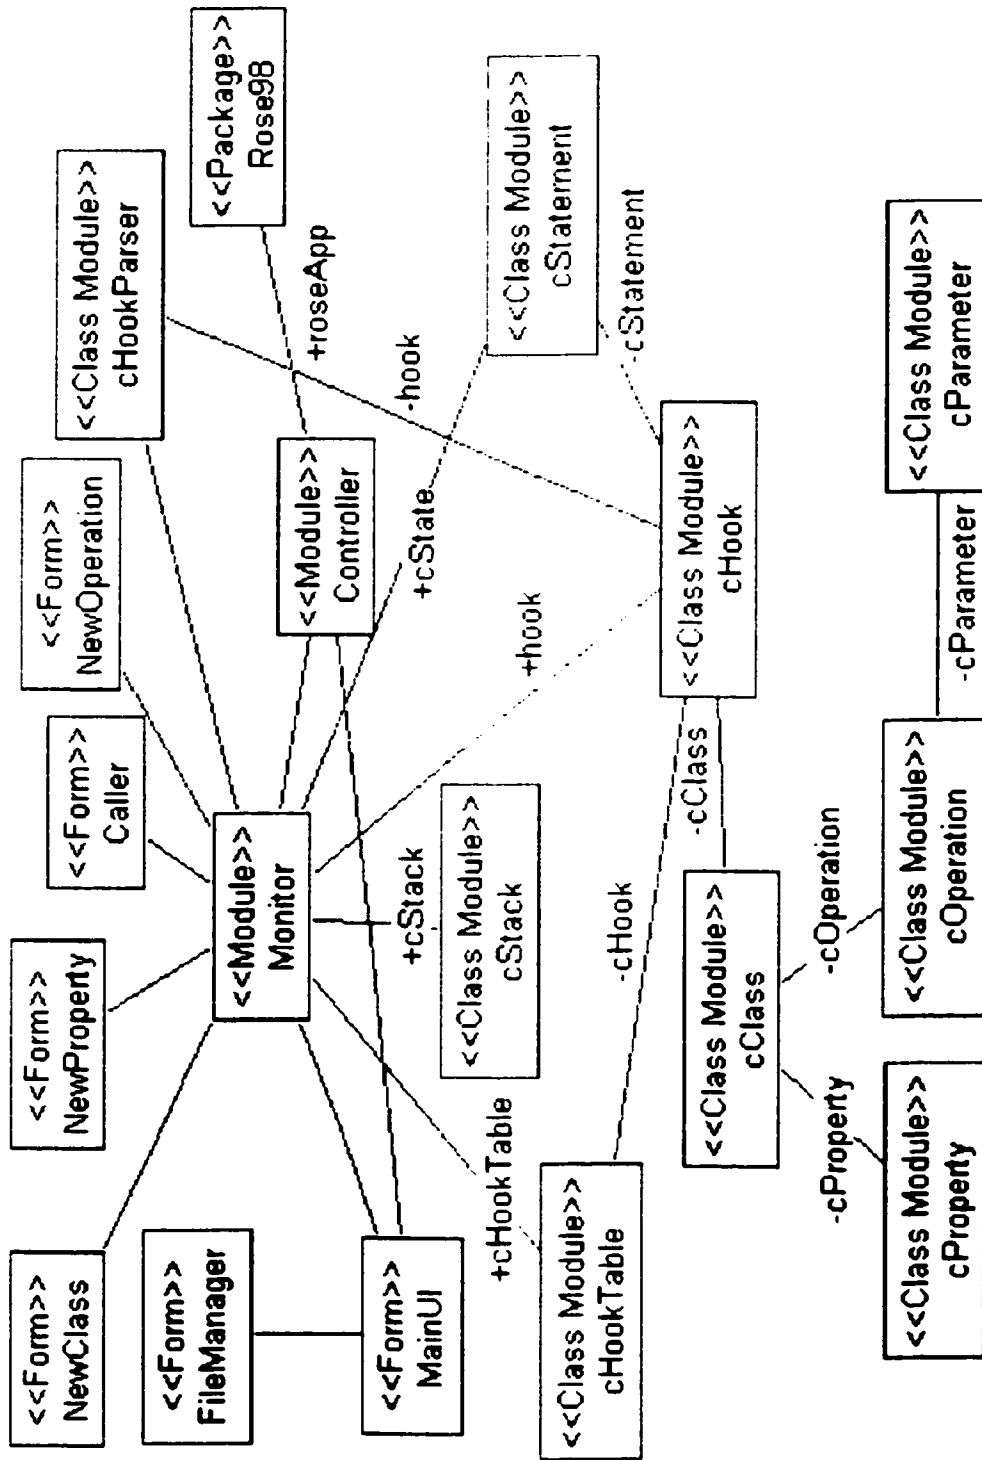 <<Form>>
NewClass
<<Form>>
NewProperty
<<Form>>
Caller
<<Form>>
NewOperation
<<Class Module>>
cHookParser
<<Form>>
FileManager
<<Module>>
Monitor
<<Module>>
Controller
<<Package>>
Rose98
+roseApp
<<Form>>
MainUI
+cHookTable
+cStack
+hook
+cState
-hook
<<Class Module>>
cStack
<<Class Module>>
cStatement
-cStatement
<<Class Module>>
cHookTable
-cHook
-cClass
<<Class Module>>
cHook
<<Class Module>>
cClass
-cProperty
-cOperation
<<Class Module>>
cProperty
<<Class Module>>
cOperation
-cParameter
<<Class Module>>
cParameter